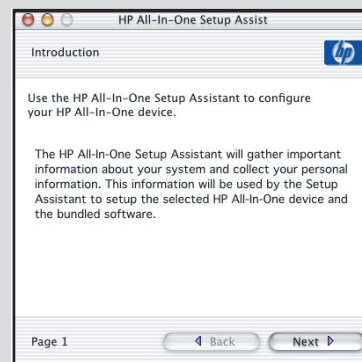 HP All-In-One Setup Assist
Introduction
hp
Use the HP All-In-One Setup Assistant to configure
your HP All-In-One device.
The HP All-In-One Setup Assistant will gather important
information about your system and collect your personal
information. This information will be used by the Setup
Assistant to setup the selected HP All-In-One device and
the bundled software.
Page 1
Back
Next